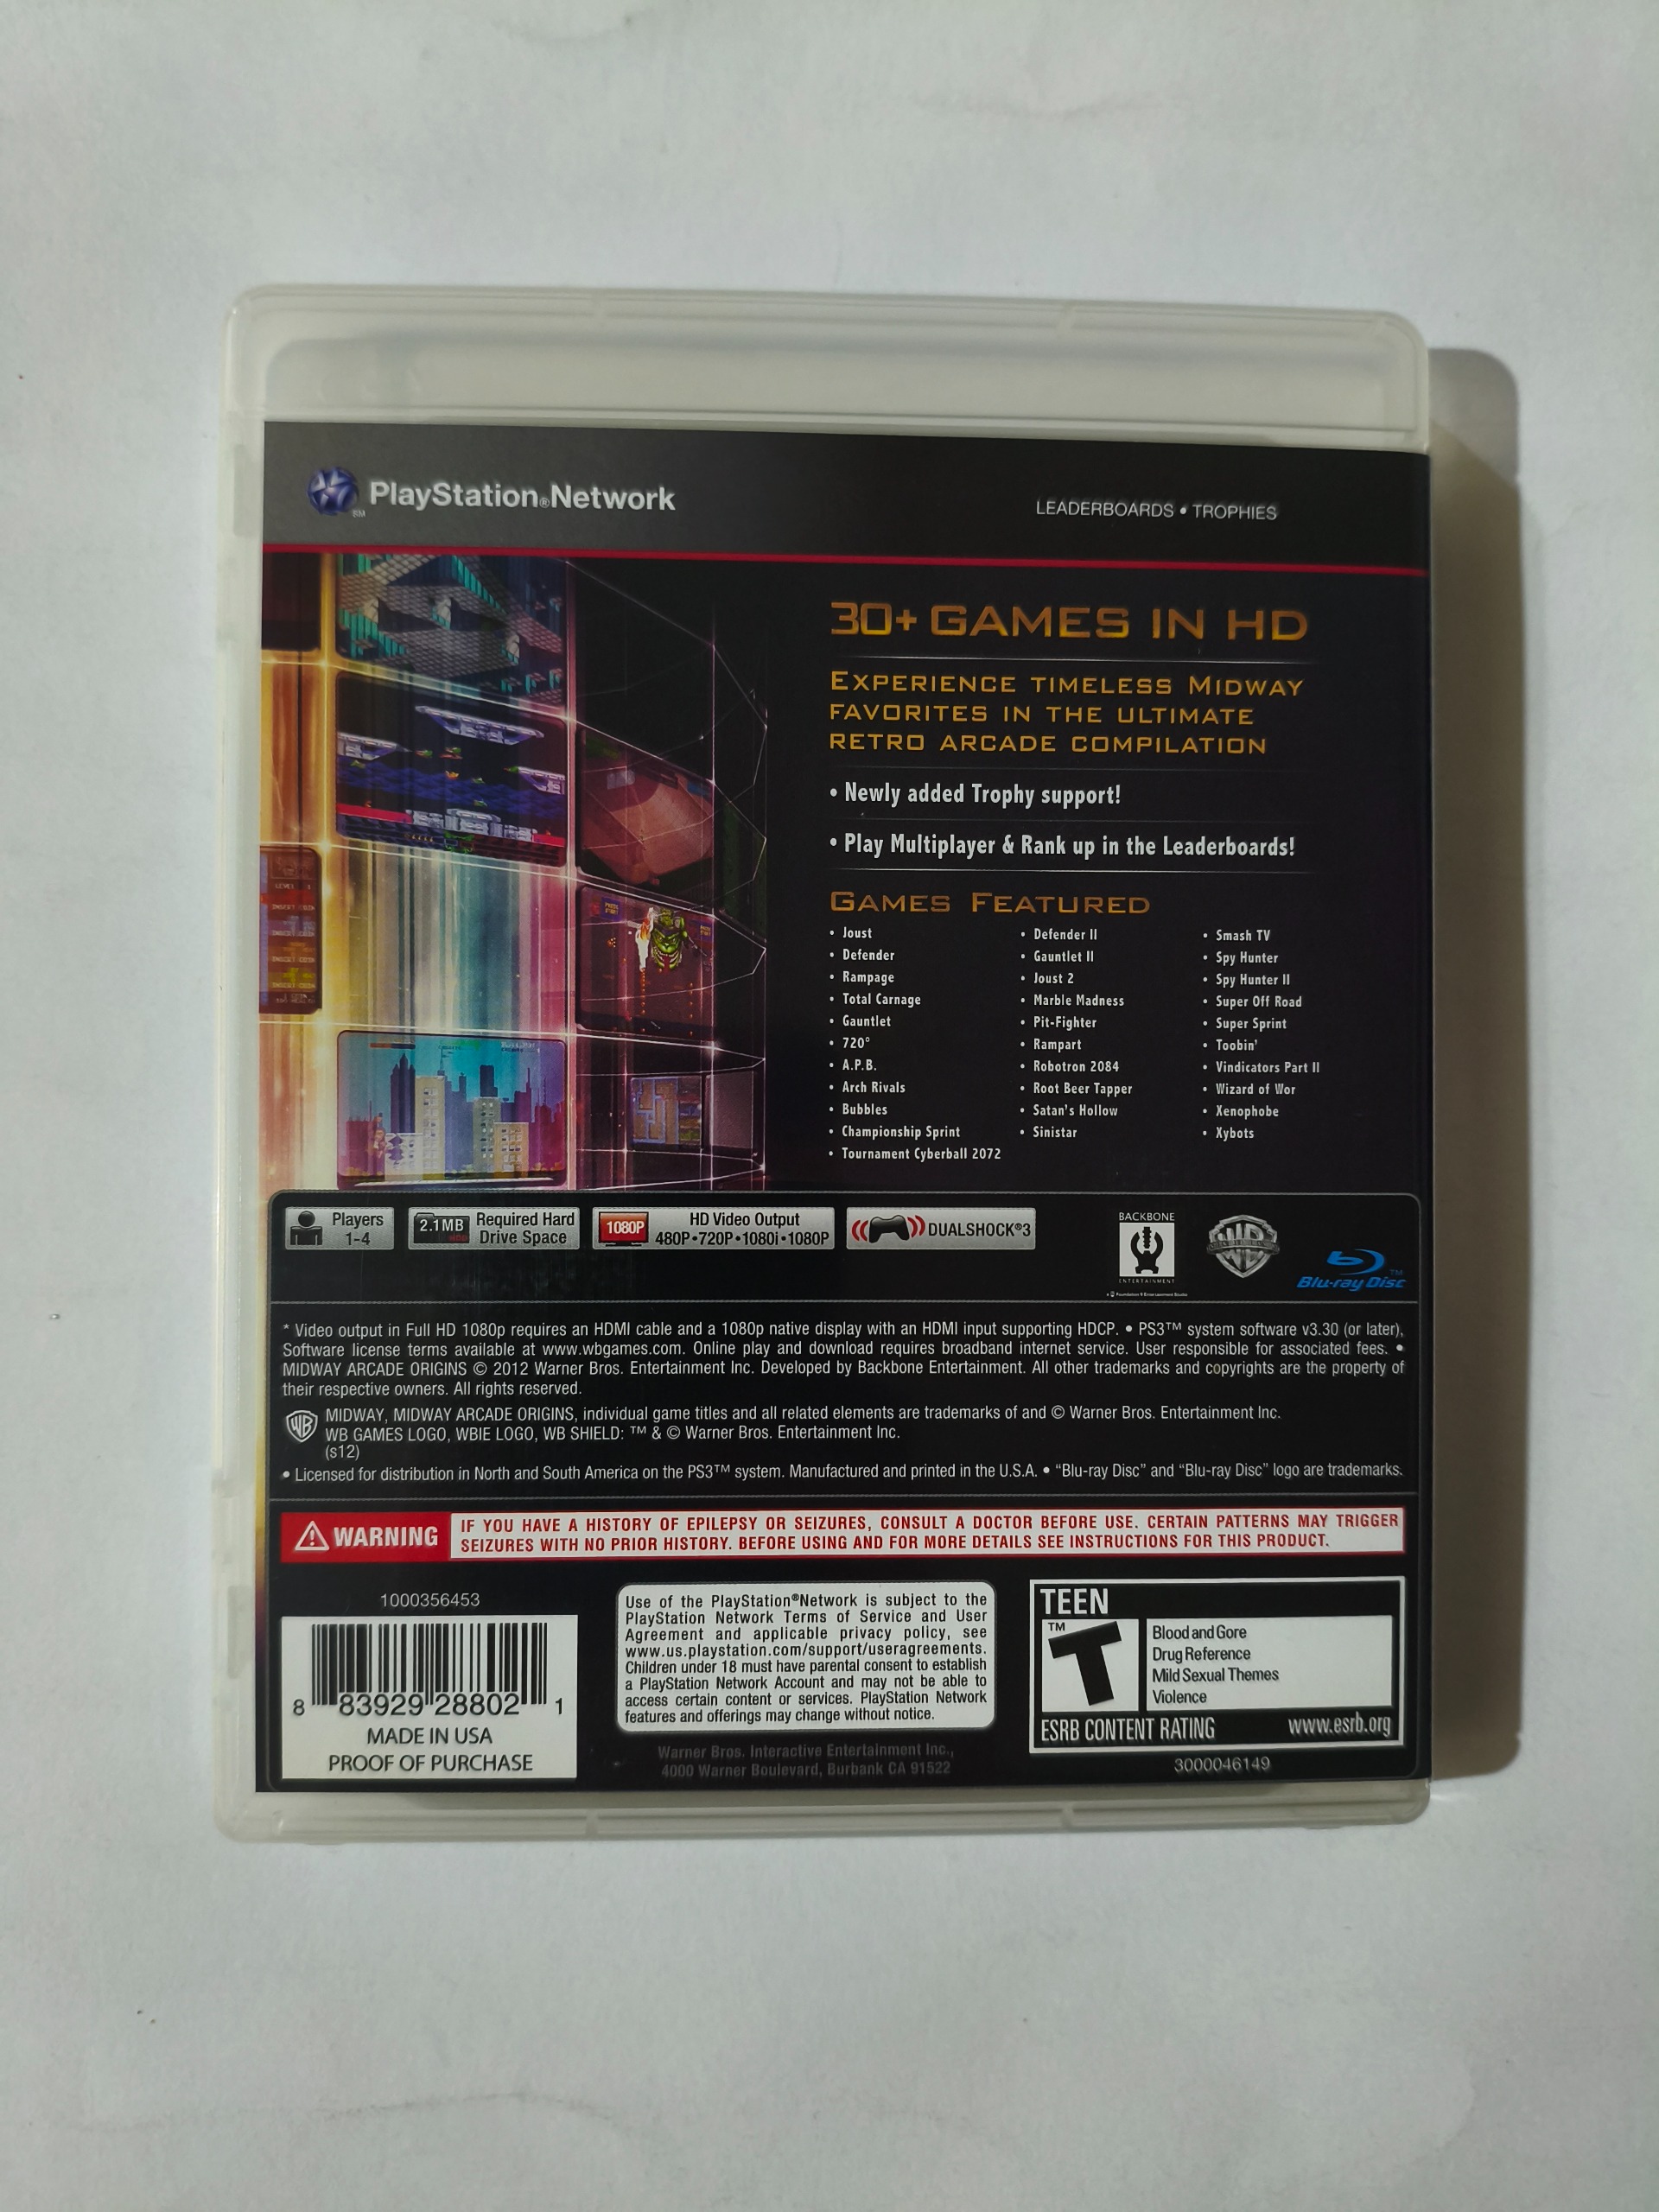 PlayStation®Network
LEADERBOARDS • TROPHIES
30+ GAMES IN HD
EXPERIENCE TIMELESS MIDWAY
FAVORITES IN THE ULTIMATE
RETRO ARCADE COMPILATION
• Newly added Trophy support!
• Play Multiplayer & Rank up in the Leaderboards!
GAMES FEATURED
• Joust
• Defender
• Rampage
• Total Carnage
• Gauntlet
• 720°
• A.P.B.
• Arch Rivals
• Bubbles
• Championship Sprint
• Tournament Cyberball 2072
• Defender II
• Gauntlet II
• Joust 2
• Marble Madness
• Pit-Fighter
• Rampart
• Robotron 2084
• Root Beer Tapper
• Satan's Hollow
• Sinistar
• Smash TV
• Spy Hunter
• Spy Hunter II
• Super Off Road
• Super Sprint
• Toobin'
• Vindicators Part II
• Wizard of Wor
• Xenophobe
• Xybots
Players
1-4
2.1MB
Required Hard
Drive Space
1080P
HD Video Output
480P•720P•1080i•1080P
DUALSHOCK®3
BACKBONE
ENTERTAINMENT
WB
Blu-ray Disc™
* Video output in Full HD 1080p requires an HDMI cable and a 1080p native display with an HDMI input supporting HDCP. • PS3™ system software v3.30 (or later),
Software license terms available at www.wbgames.com. Online play and download requires broadband internet service. User responsible for associated fees. •
MIDWAY ARCADE ORIGINS © 2012 Warner Bros. Entertainment Inc. Developed by Backbone Entertainment. All other trademarks and copyrights are the property of
their respective owners. All rights reserved.
WB
MIDWAY, MIDWAY ARCADE ORIGINS, individual game titles and all related elements are trademarks of and © Warner Bros. Entertainment Inc.
WB GAMES LOGO, WBIE LOGO, WB SHIELD: ™ & © Warner Bros. Entertainment Inc.
(s12)
• Licensed for distribution in North and South America on the PS3™ system. Manufactured and printed in the U.S.A. • “Blu-ray Disc” and “Blu-ray Disc” logo are trademarks.
WARNING
IF YOU HAVE A HISTORY OF EPILEPSY OR SEIZURES, CONSULT A DOCTOR BEFORE USE. CERTAIN PATTERNS MAY TRIGGER
SEIZURES WITH NO PRIOR HISTORY. BEFORE USING AND FOR MORE DETAILS SEE INSTRUCTIONS FOR THIS PRODUCT.
1000356453
8 83929 28802 1
MADE IN USA
PROOF OF PURCHASE
Use of the PlayStation®Network is subject to the
PlayStation Network Terms of Service and User
Agreement and applicable privacy policy, see
www.us.playstation.com/support/useragreements.
Children under 18 must have parental consent to establish
a PlayStation Network Account and may not be able to
access certain content or services. PlayStation Network
features and offerings may change without notice.
Warner Bros. Interactive Entertainment Inc.,
4000 Warner Boulevard, Burbank CA 91522
TEEN
T™
Blood and Gore
Drug Reference
Mild Sexual Themes
Violence
ESRB CONTENT RATING
www.esrb.org
3000046149